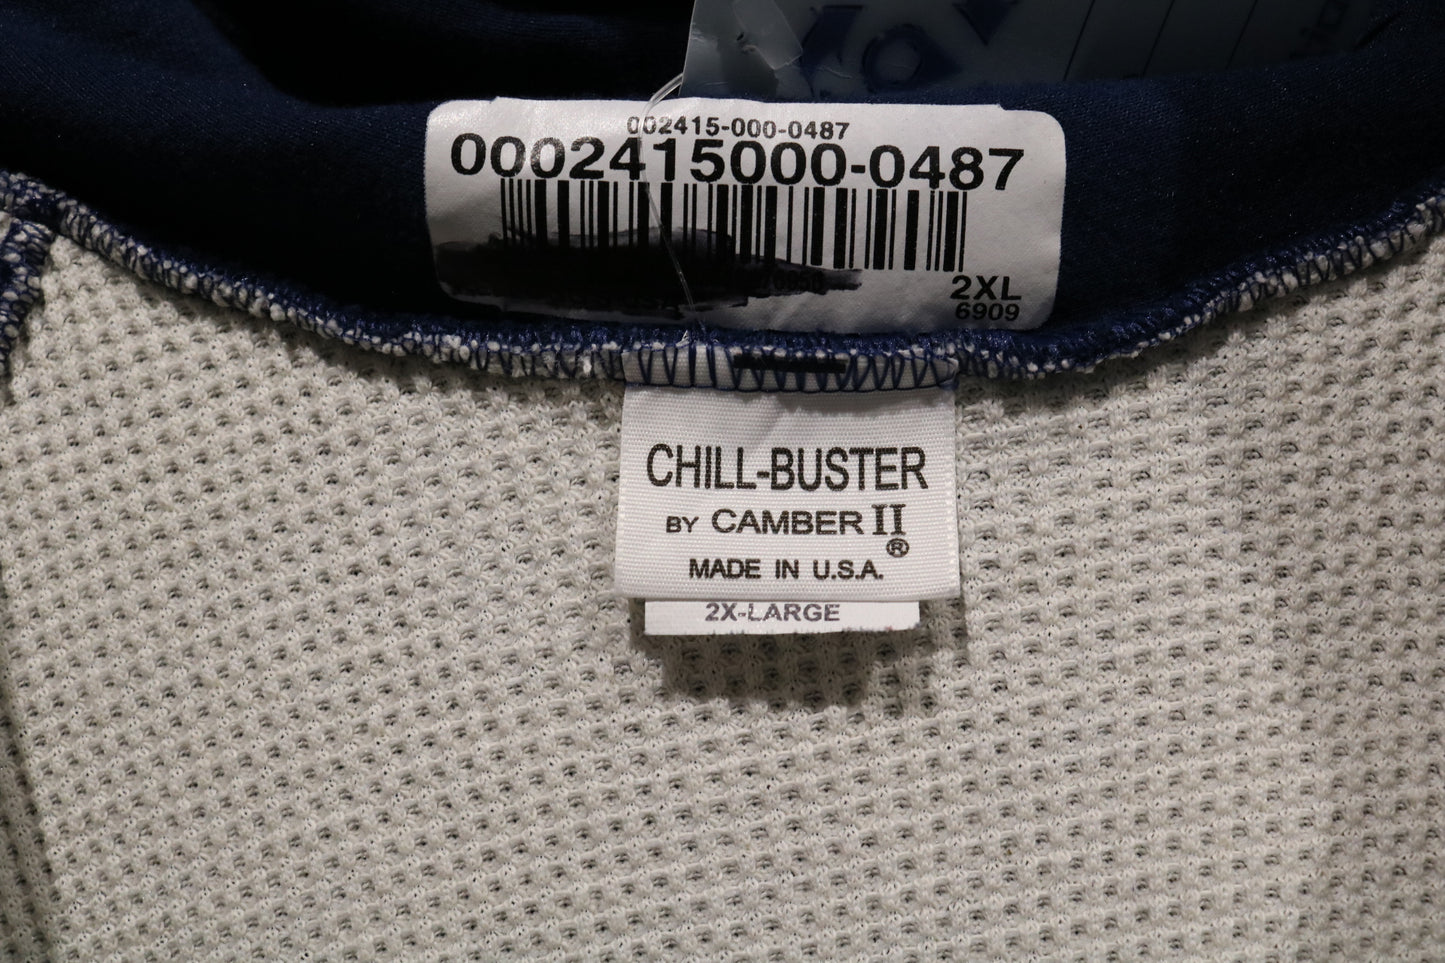 002415-000-0487
0002415000-0487
2XL
6909
CHILL-BUSTER
BY CAMBER II
®
MADE IN U.S.A.
2X-LARGE